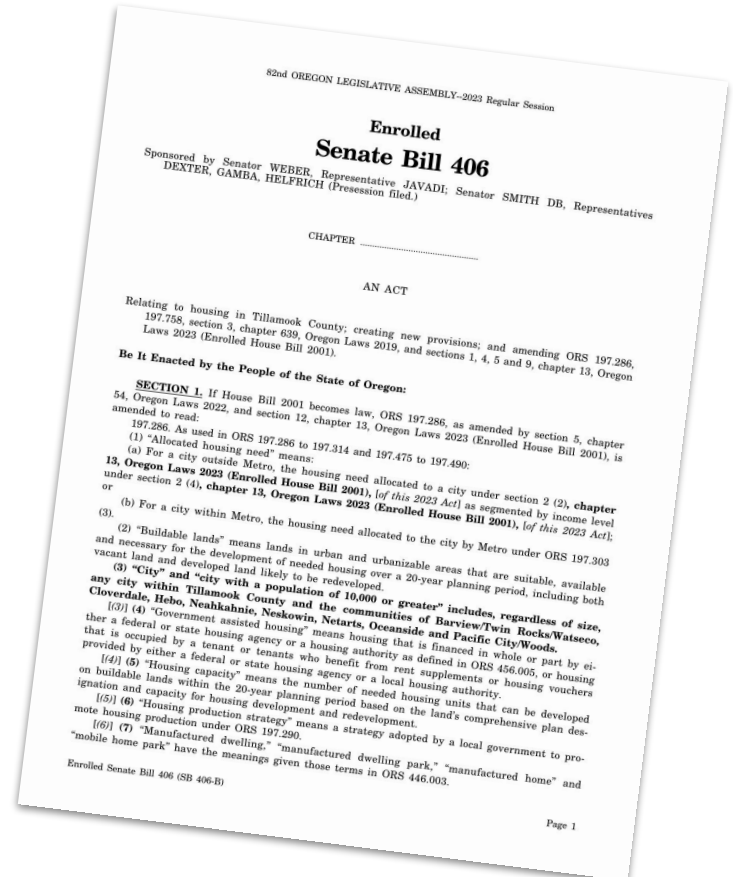 82nd OREGON LEGISLATIVE ASSEMBLY--2023 Regular Session
Enrolled
Senate Bill 406
Sponsored by Senator WEBER, Representative JAVADI; Senator SMITH DB, Representatives
DEXTER, GAMBA, HELFRICH (Presession filed.)
CHAPTER .................................................
AN ACT
Relating to housing in Tillamook County; creating new provisions; and amending ORS 197.286,
197.758, section 3, chapter 639, Oregon Laws 2019, and sections 1, 4, 5 and 9, chapter 13, Oregon
Laws 2023 (Enrolled House Bill 2001).
Be It Enacted by the People of the State of Oregon:
SECTION 1. If House Bill 2001 becomes law, ORS 197.286, as amended by section 5, chapter
54, Oregon Laws 2022, and section 12, chapter 13, Oregon Laws 2023 (Enrolled House Bill 2001), is
amended to read:
197.286. As used in ORS 197.286 to 197.314 and 197.475 to 197.490:
(1) “Allocated housing need” means:
(a) For a city outside Metro, the housing need allocated to a city under section 2 (2), chapter
13, Oregon Laws 2023 (Enrolled House Bill 2001), [of this 2023 Act] as segmented by income level
under section 2 (4), chapter 13, Oregon Laws 2023 (Enrolled House Bill 2001), [of this 2023 Act];
or
(b) For a city within Metro, the housing need allocated to the city by Metro under ORS 197.303
(3).
(2) “Buildable lands” means lands in urban and urbanizable areas that are suitable, available
and necessary for the development of needed housing over a 20-year planning period, including both
vacant land and developed land likely to be redeveloped.
(3) “City” and “city with a population of 10,000 or greater” includes, regardless of size,
any city within Tillamook County and the communities of Barview/Twin Rocks/Watseco,
Cloverdale, Hebo, Neahkahnie, Neskowin, Netarts, Oceanside and Pacific City/Woods.
[(3)] (4) “Government assisted housing” means housing that is financed in whole or part by ei-
ther a federal or state housing agency or a housing authority as defined in ORS 456.005, or housing
that is occupied by a tenant or tenants who benefit from rent supplements or housing vouchers
provided by either a federal or state housing agency or a local housing authority.
[(4)] (5) “Housing capacity” means the number of needed housing units that can be developed
on buildable lands within the 20-year planning period based on the land’s comprehensive plan des-
ignation and capacity for housing development and redevelopment.
[(5)] (6) “Housing production strategy” means a strategy adopted by a local government to pro-
mote housing production under ORS 197.290.
[(6)] (7) “Manufactured dwelling,” “manufactured dwelling park,” “manufactured home” and
“mobile home park” have the meanings given those terms in ORS 446.003.
Enrolled Senate Bill 406 (SB 406-B)
Page 1